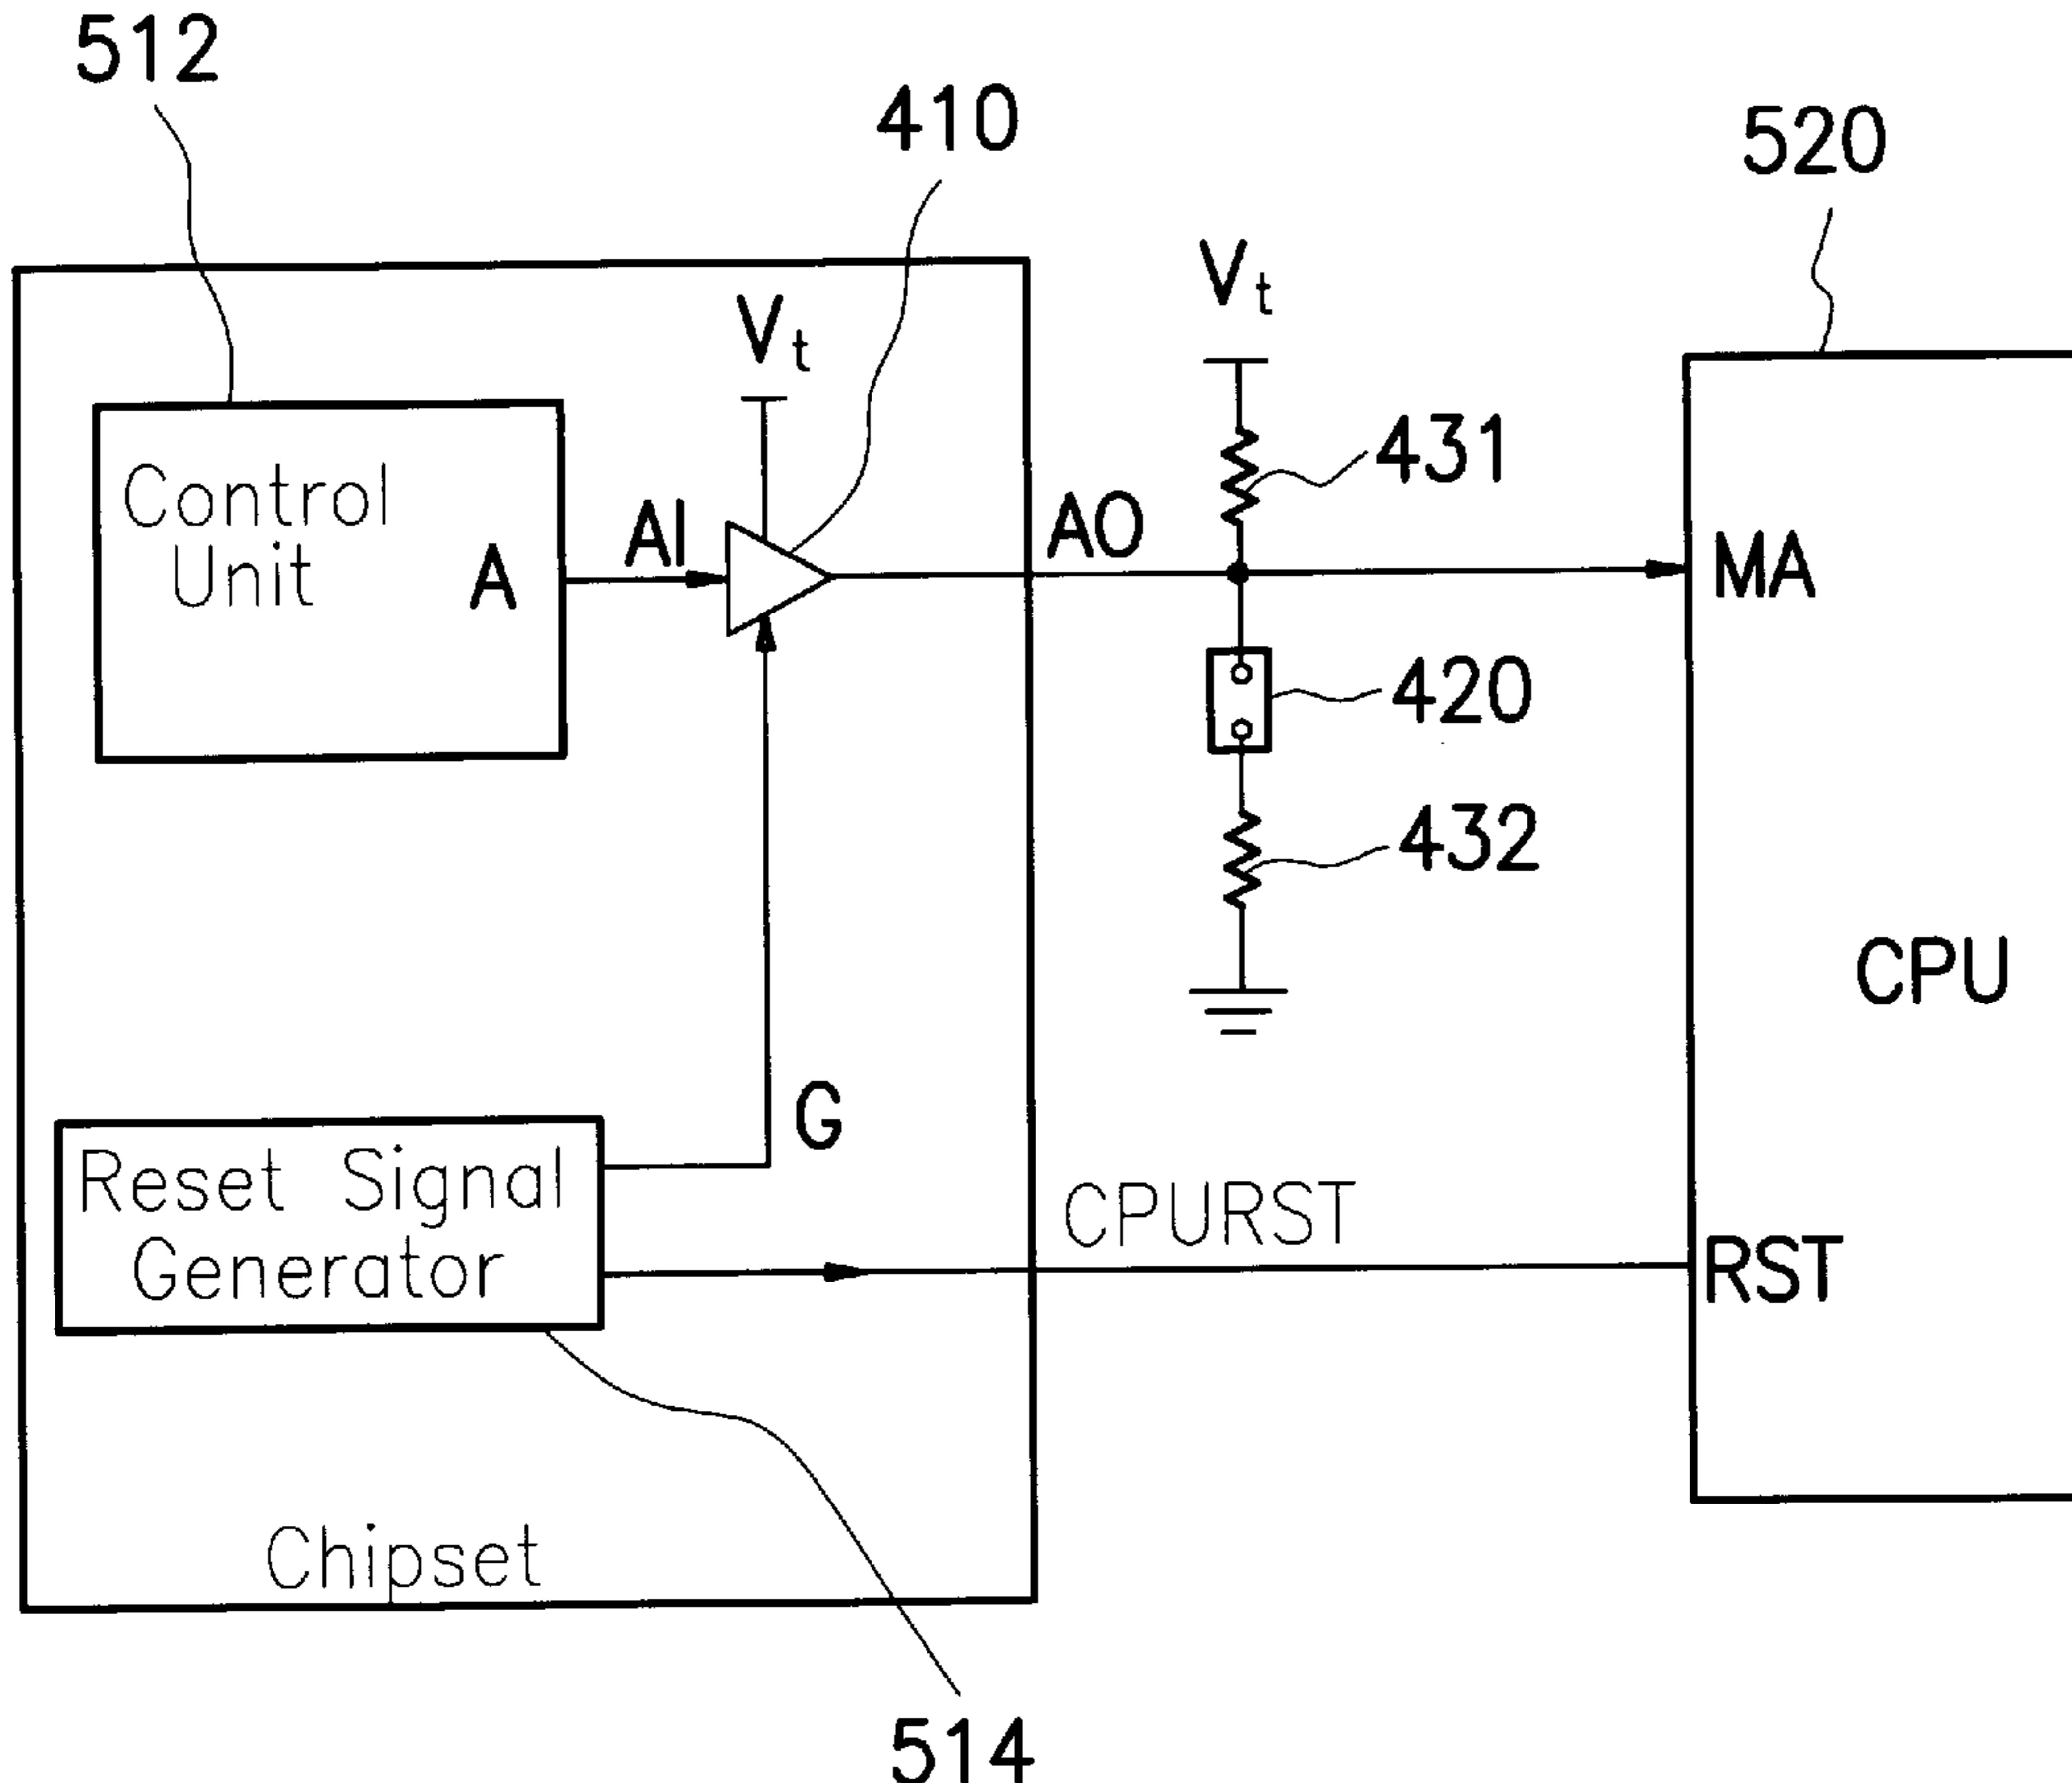 512
410
520
Vt
Vt
431
Control
Unit
A
AI
AO
MA
420
432
CPU
G
Reset Signal
Generator
CPURST
RST
Chipset
514